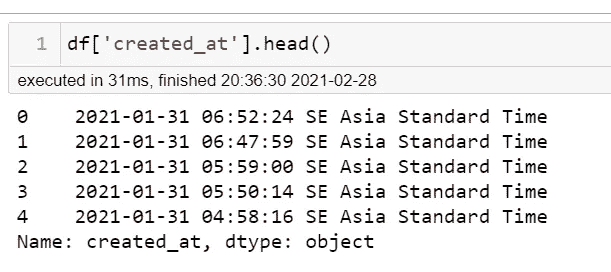 1 df['created_at'].head()
executed in 31ms, finished 20:36:30 2021-02-28
0 2021-01-31 06:52:24 SE Asia Standard Time
1 2021-01-31 06:47:59 SE Asia Standard Time
2 2021-01-31 05:59:00 SE Asia Standard Time
3 2021-01-31 05:50:14 SE Asia Standard Time
4 2021-01-31 04:58:16 SE Asia Standard Time
Name: created_at, dtype: object